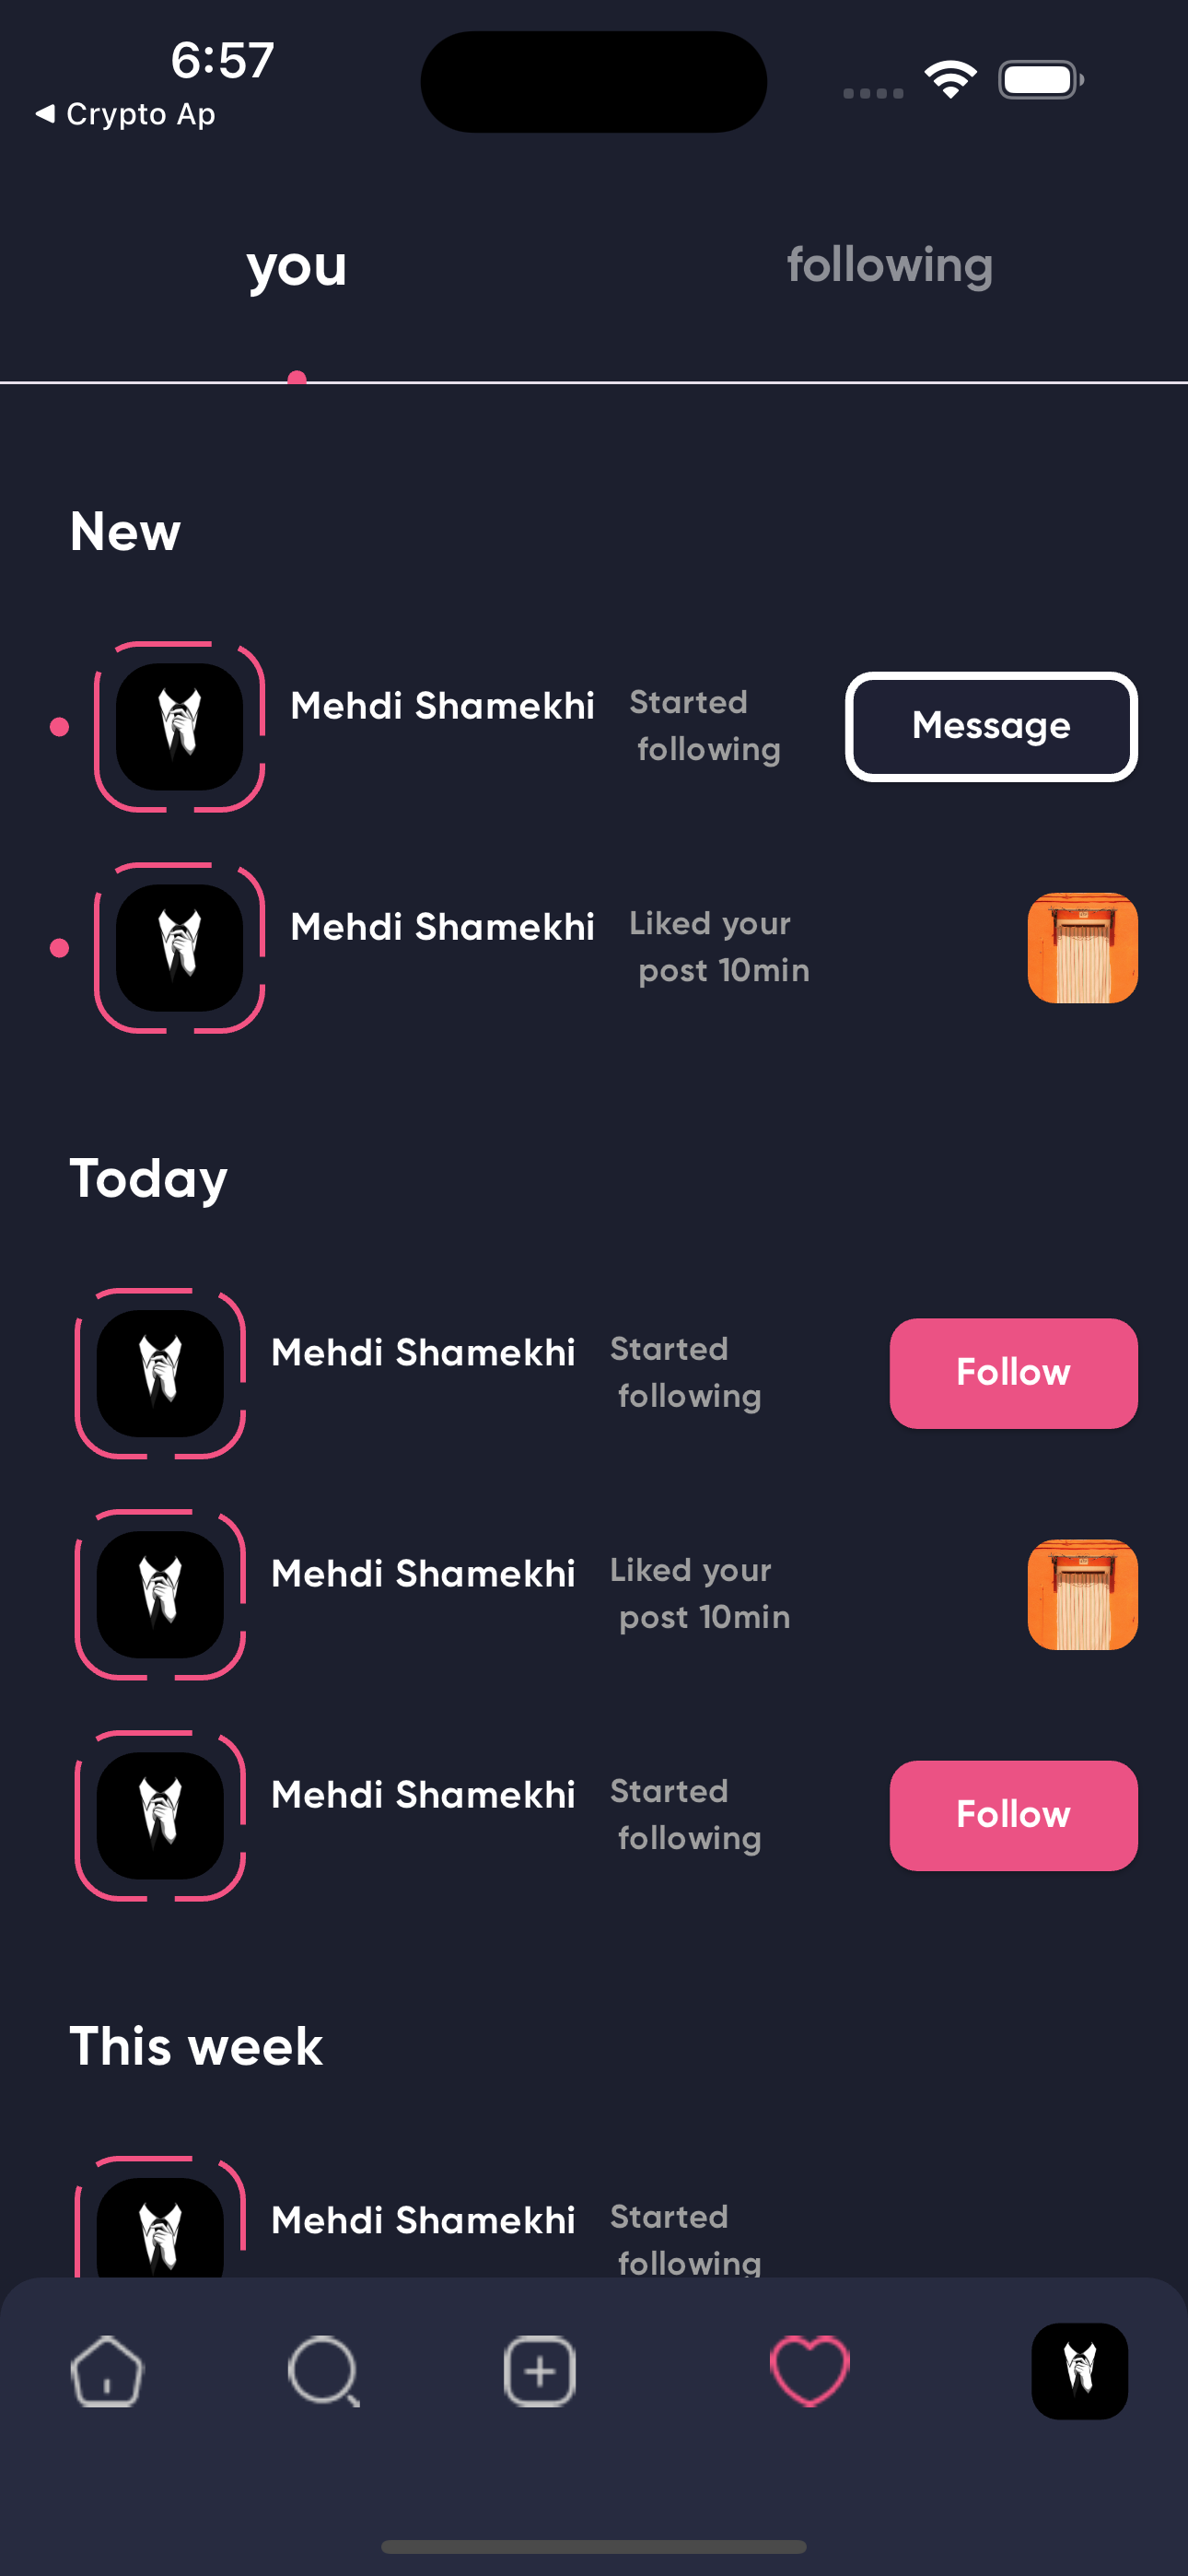 6:57
◀ Crypto Ap
you
following
New
Mehdi Shamekhi
Started
following
Message
Mehdi Shamekhi
Liked your
post 10min
Today
Mehdi Shamekhi
Started
following
Follow
Mehdi Shamekhi
Liked your
post 10min
Mehdi Shamekhi
Started
following
Follow
This week
Mehdi Shamekhi
Started
following